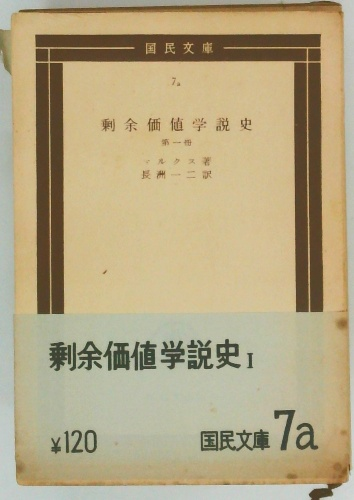 国民文庫
7a
剰余価値学説史
第一冊
マルクス著
長洲一二訳
剰余価値学説史 I
¥120
国民文庫 7a